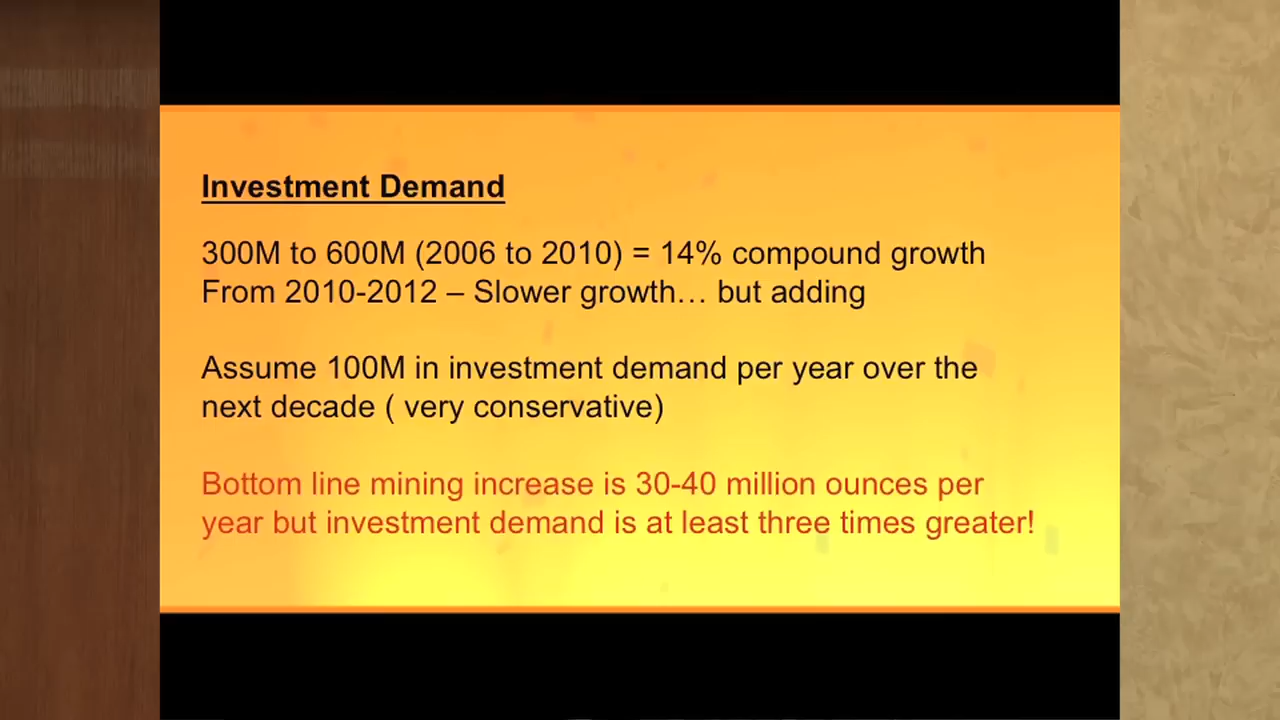 Investment Demand
300M to 600M (2006 to 2010) = 14% compound growth
From 2010-2012 – Slower growth… but adding
Assume 100M in investment demand per year over the
next decade ( very conservative)
Bottom line mining increase is 30-40 million ounces per
year but investment demand is at least three times greater!